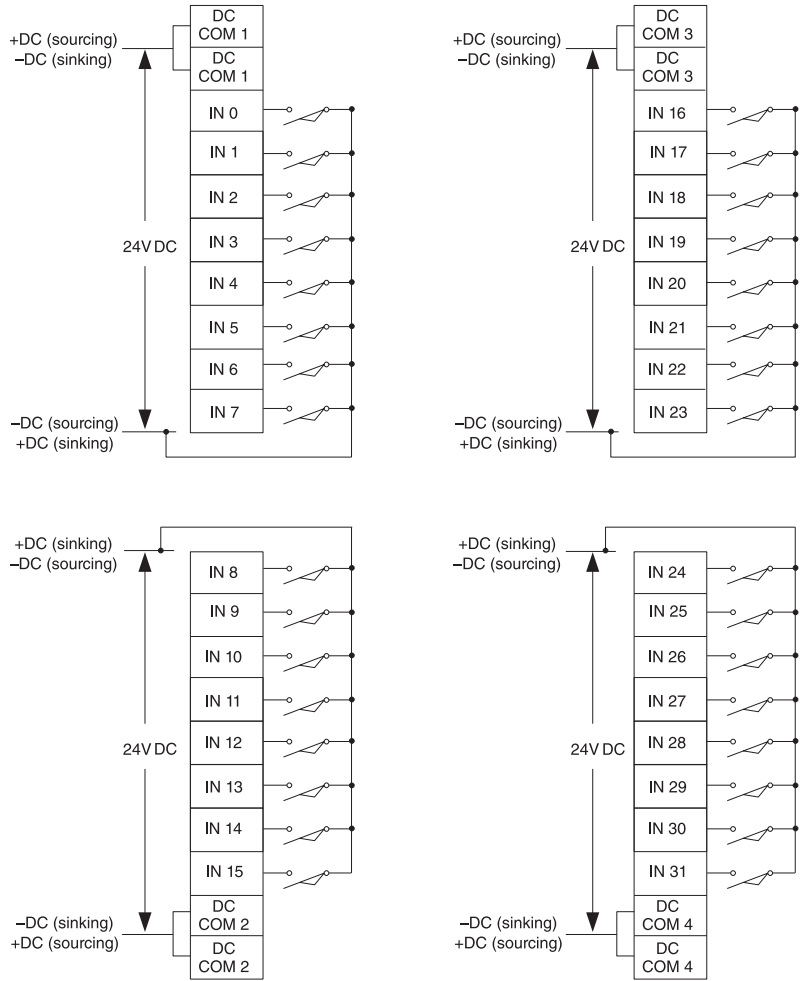 DC
COM 1
+DC (sourcing)
–DC (sinking)
DC
COM 1
IN 0
IN 1
IN 2
24V DC
IN 3
IN 4
IN 5
IN 6
IN 7
–DC (sourcing)
+DC (sinking)
DC
COM 3
+DC (sourcing)
–DC (sinking)
DC
COM 3
IN 16
IN 17
IN 18
24V DC
IN 19
IN 20
IN 21
IN 22
IN 23
–DC (sourcing)
+DC (sinking)
+DC (sinking)
–DC (sourcing)
IN 8
IN 9
IN 10
IN 11
24V DC
IN 12
IN 13
IN 14
IN 15
DC
COM 2
–DC (sinking)
+DC (sourcing)
DC
COM 2
+DC (sinking)
–DC (sourcing)
IN 24
IN 25
IN 26
IN 27
24V DC
IN 28
IN 29
IN 30
IN 31
DC
COM 4
–DC (sinking)
+DC (sourcing)
DC
COM 4